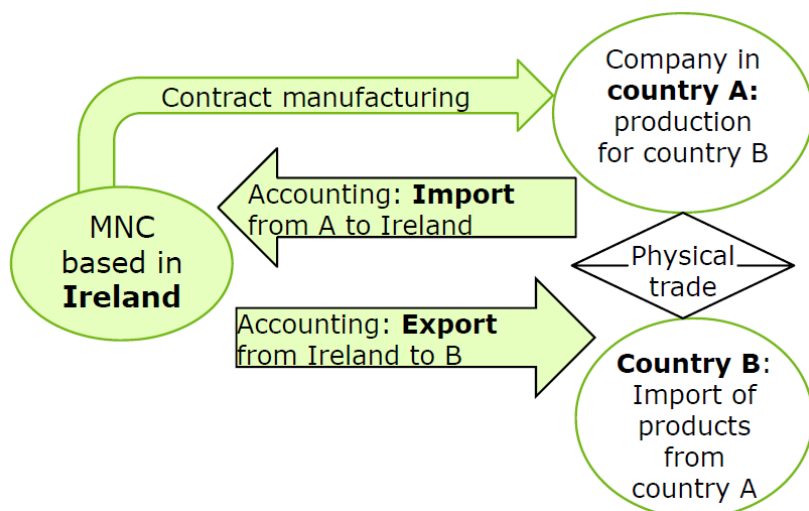 Contract manufacturing
Company in
country A:
production
for country B
Accounting: Import
from A to Ireland
MNC
based in
Ireland
Physical
trade
Accounting: Export
from Ireland to B
Country B:
Import of
products
from
country A